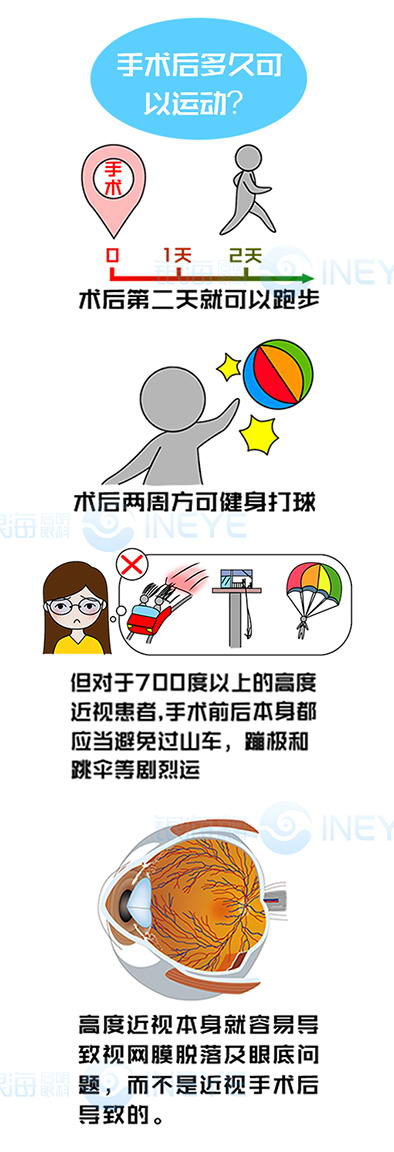 手术后多久可
以运动?
手
术
0 1天 2天
术后第二天就可以跑步
术后两周方可健身打球
但对于700度以上的高度
近视患者,手术前后本身都
应当避免过山车，蹦极和
跳伞等剧烈运
高度近视本身就容易导
致视网膜脱落及眼底问
题，而不是近视手术后
导致的。
INEYE
INEYE
INEYE